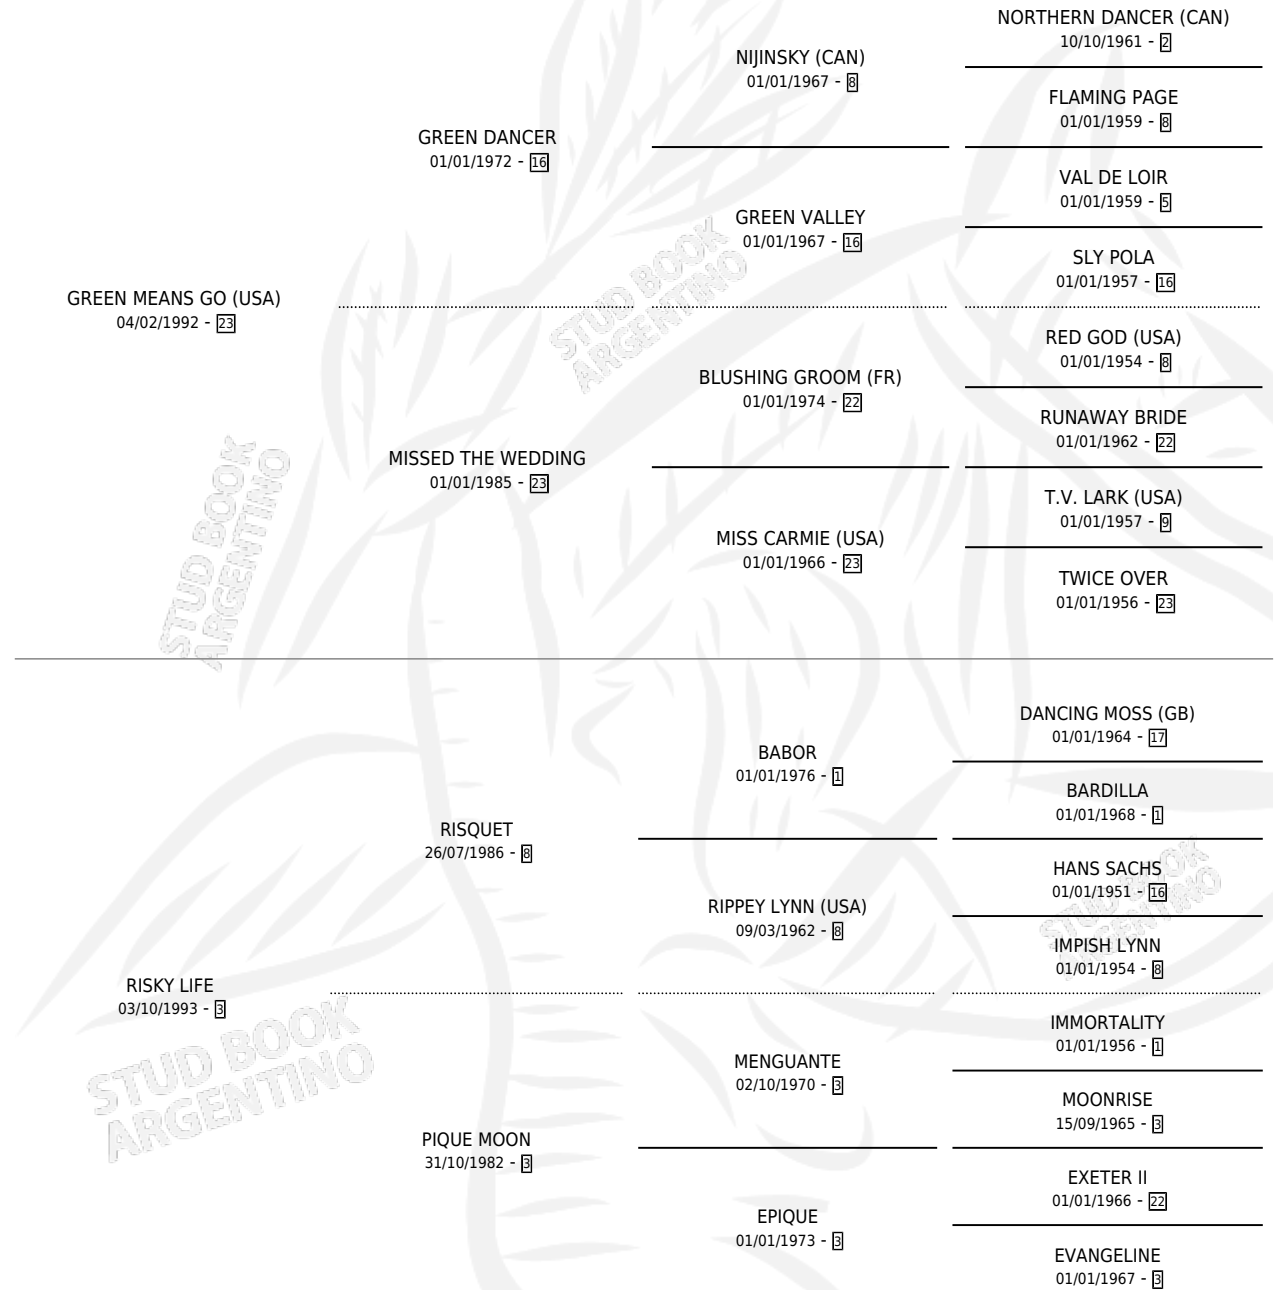 NORTHERN DANCER (CAN)
10/10/1961 - 2
NIJINSKY (CAN)
01/01/1967 - 8
FLAMING PAGE
01/01/1959 - 8
GREEN DANCER
01/01/1972 - 16
VAL DE LOIR
01/01/1959 - 5
GREEN VALLEY
01/01/1967 - 16
SLY POLA
01/01/1957 - 16
GREEN MEANS GO (USA)
04/02/1992 - 23
STUD BOOK
ARGENTINO
RED GOD (USA)
01/01/1954 - 8
BLUSHING GROOM (FR)
01/01/1974 - 22
RUNAWAY BRIDE
01/01/1962 - 22
MISSED THE WEDDING
01/01/1985 - 23
T.V. LARK (USA)
01/01/1957 - 9
MISS CARMIE (USA)
01/01/1966 - 23
TWICE OVER
01/01/1956 - 23
STUD BOOK
ARGENTINO
DANCING MOSS (GB)
01/01/1964 - 17
BABOR
01/01/1976 - 1
BARDILLA
01/01/1968 - 1
RISQUET
26/07/1986 - 8
HANS SACHS
01/01/1951 - 16
RIPPEY LYNN (USA)
09/03/1962 - 8
STUD BOOK
ARGENTINO
IMPISH LYNN
01/01/1954 - 8
RISKY LIFE
03/10/1993 - 3
STUD BOOK
ARGENTINO
IMMORTALITY
01/01/1956 - 1
MENGUANTE
02/10/1970 - 3
MOONRISE
15/09/1965 - 3
PIQUE MOON
31/10/1982 - 3
EXETER II
01/01/1966 - 22
EPIQUE
01/01/1973 - 3
EVANGELINE
01/01/1967 - 3